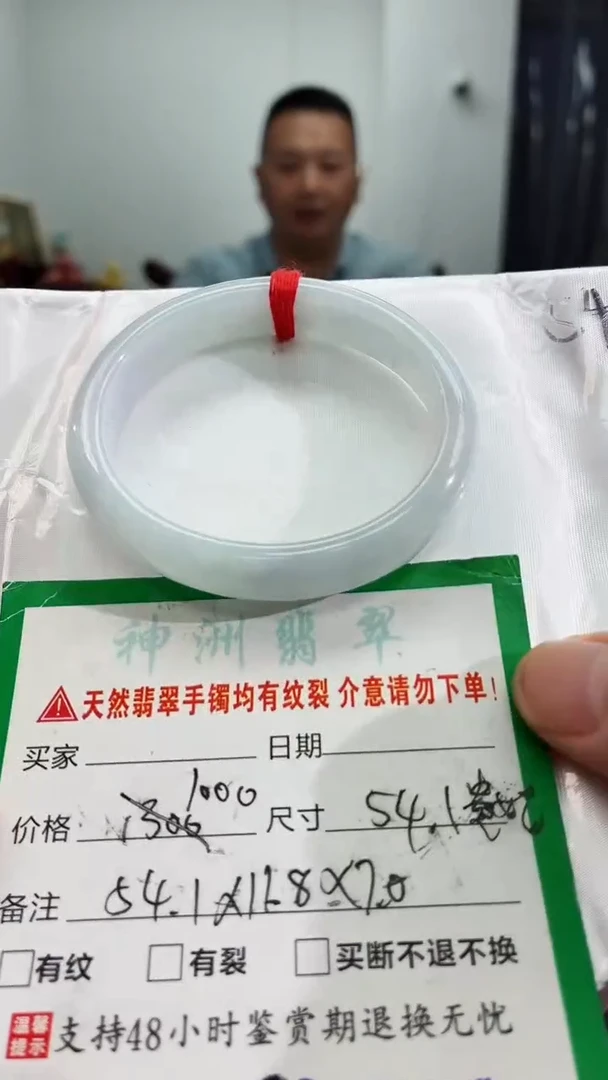 54
神洲翡翠
天然翡翠手镯均有纹裂 介意请勿下单!
买家 日期
价格 1300 1000 尺寸 54.1
备注 54.1X11.8X7.0
有纹 有裂 买断不退不换
温馨提示 支持48小时鉴赏期退换无忧